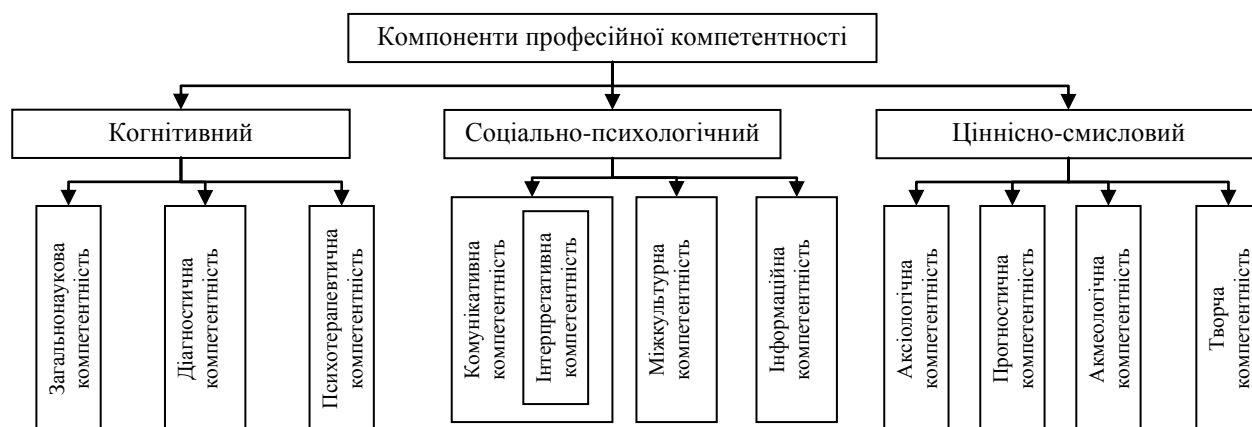 Компоненти професійної компетентності
Когнітивний
Соціально-психологічний
Ціннісно-смисловий
Загальнонаукова
компетентність
Діагностична
компетентність
Психотерапевтична
компетентність
Комунікативна
компетентність
Інтерпретативна
компетентність
Міжкультурна
компетентність
Інформаційна
компетентність
Аксіологічна
компетентність
Прогностична
компетентність
Акмеологічна
компетентність
Творча
компетентність